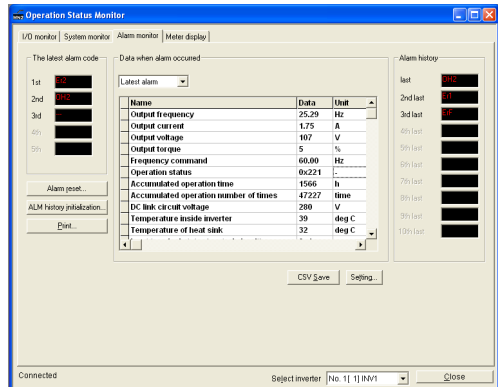 Operation Status Monitor
I/O monitor System monitor Alarm monitor Meter display
The latest alarm code
1st Er2
2nd OH2
3rd --
4th
5th
Alarm reset...
ALM history initialization...
Print...
Data when alarm occurred
Latest alarm
Name Data Unit
Output frequency 25.29 Hz
Output current 1.75 A
Output voltage 107 V
Output torque 5 %
Frequency command 60.00 Hz
Operation status 0x221 -
Accumulated operation time 1566 h
Accumulated operation number of times 47227 time
DC link circuit voltage 280 V
Temperature inside inverter 39 deg C
Temperature of heat sink 32 deg C
CSV Save Setting...
Alarm history
last OH2
2nd last
3rd last ErF
4th last
5th last
6th last
7th last
8th last
9th last
10th last
Connected
Select inverter No. 1[ 1] INV1
Close